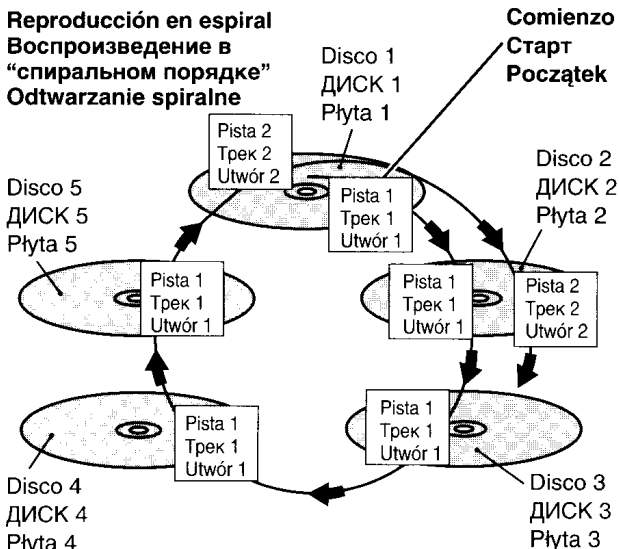 Reproducción en espiral
Воспроизведение в
“спиральном порядке”
Odtwarzanie spiralne
Comienzo
Старт
Początek
Disco 1
ДИСК 1
Płyta 1
Pista 2
Трек 2
Utwór 2
Pista 1
Трек 1
Utwór 1
Disco 2
ДИСК 2
Płyta 2
Disco 5
ДИСК 5
Płyta 5
Pista 1
Трек 1
Utwór 1
Pista 1
Трек 1
Utwór 1
Pista 2
Трек 2
Utwór 2
Pista 1
Трек 1
Utwór 1
Pista 1
Трек 1
Utwór 1
Disco 4
ДИСК 4
Płyta 4
Disco 3
ДИСК 3
Płyta 3